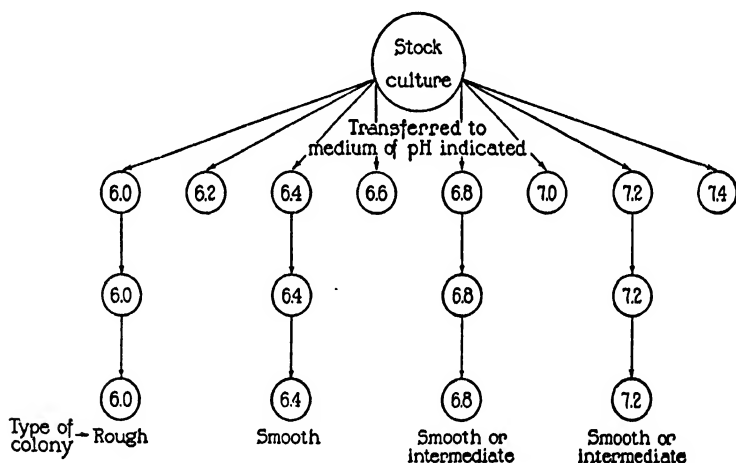 Stock
culture
Transferred to
medium of pH indicated
6.0 6.2 6.4 6.6 6.8 7.0 7.2 7.4
6.0 6.4 6.8 7.2
6.0 6.4 6.8 7.2
Type of
colony Rough Smooth Smooth or Smooth or
intermediate intermediate